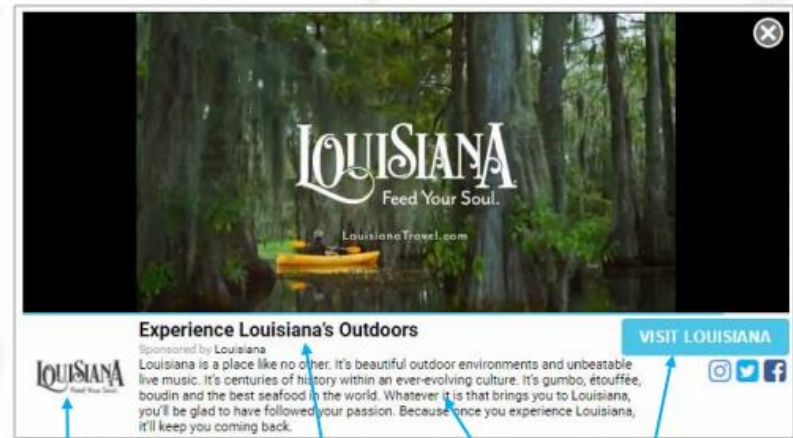 LOUISIANA
Feed Your Soul.
LouisianaTravel.com
Experience Louisiana's Outdoors
VISIT LOUISIANA
Sponsored by Louisiana
LOUISIANA
Feed Your Soul.
Louisiana is a place like no other. It's beautiful outdoor environments and unbeatable
live music. It's centuries of history within an ever-evolving culture. It's gumbo, étouffée,
boudin and the best seafood in the world. Whatever it is that brings you to Louisiana,
you'll be glad to have followed your passion. Because once you experience Louisiana,
it'll keep you coming back.